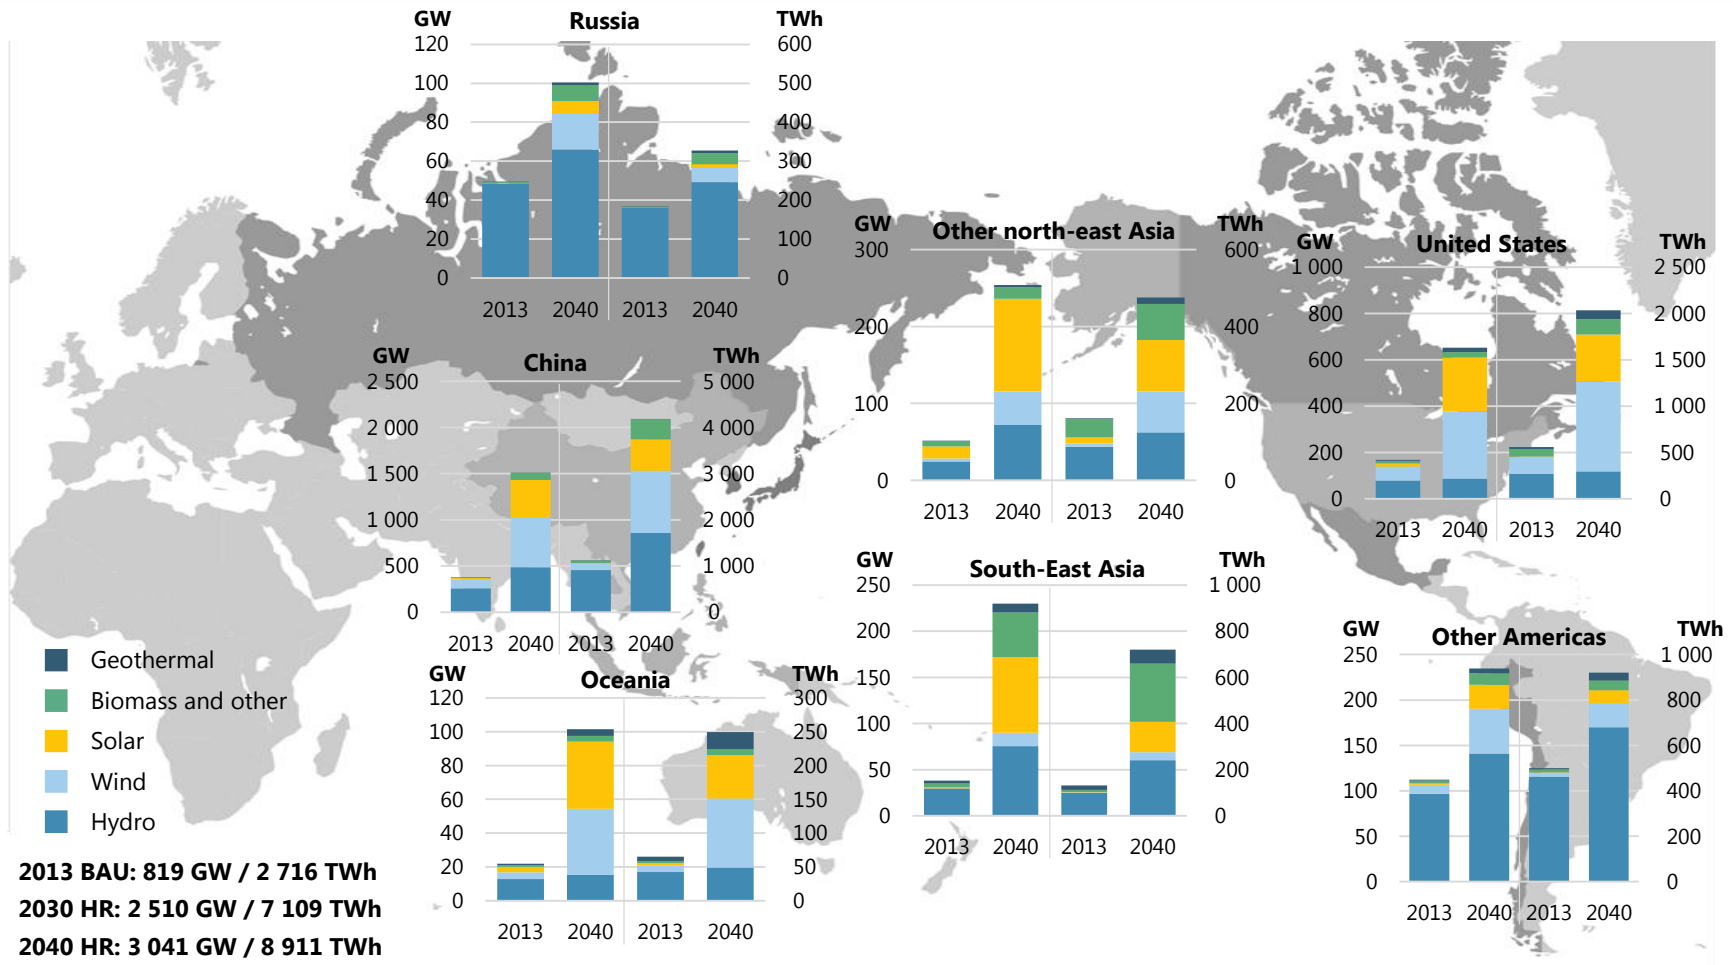 GW Russia TWh
120 600
100 500
80 400
60 300
40 200
20 100
0 0
2013 2040 2013 2040
GW Other north-east Asia TWh
300 600
200 400
100 200
0 0
2013 2040 2013 2040
GW United States TWh
1 000 2 500
800 2 000
600 1 500
400 1 000
200 500
0 0
2013 2040 2013 2040
GW China TWh
2 500 5 000
2 000 4 000
1 500 3 000
1 000 2 000
500 1 000
0 0
2013 2040 2013 2040
GW South-East Asia TWh
250 1 000
200 800
150 600
100 400
50 200
0 0
2013 2040 2013 2040
GW Other Americas TWh
250 1 000
200 800
150 600
100 400
50 200
0 0
2013 2040 2013 2040
GW Oceania TWh
120 300
100 250
80 200
60 150
40 100
20 50
0 0
2013 2040 2013 2040
Geothermal
Biomass and other
Solar
Wind
Hydro
2013 BAU: 819 GW / 2 716 TWh
2030 HR: 2 510 GW / 7 109 TWh
2040 HR: 3 041 GW / 8 911 TWh